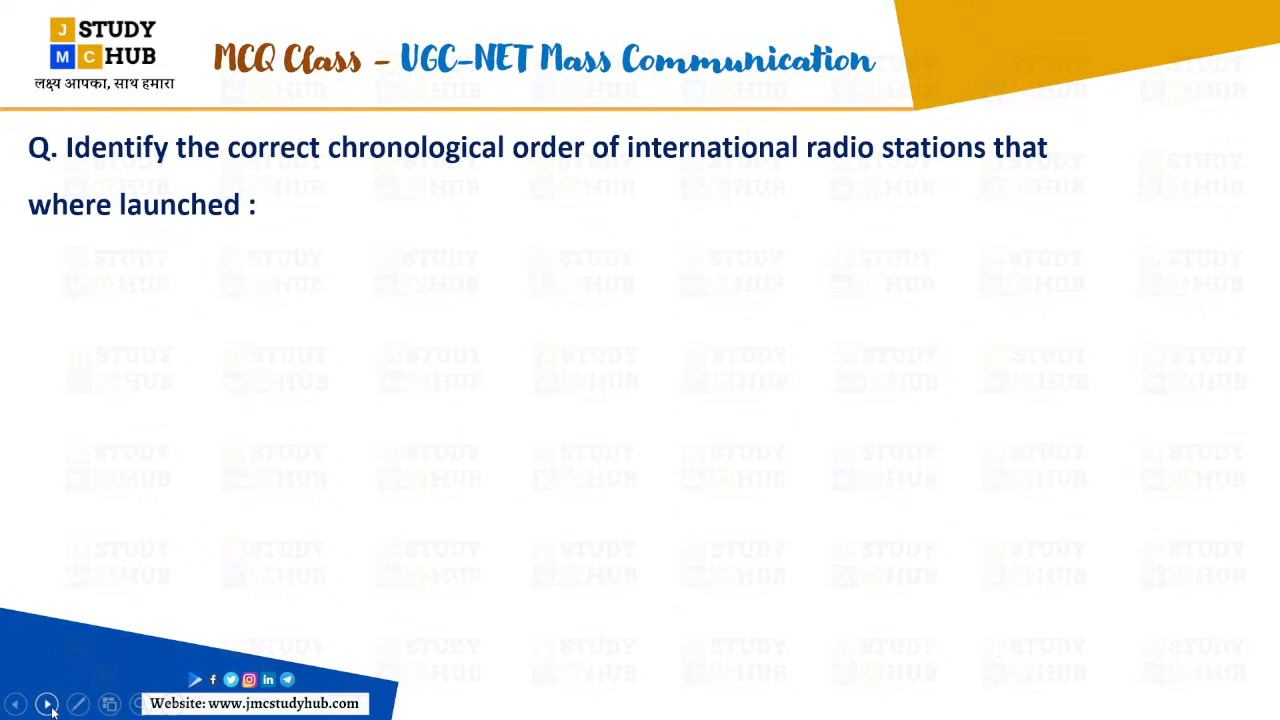 J STUDY
M C HUB
लक्ष्य आपका, साथ हमारा
MCQ Class - UGC-NET Mass Communication
Q. Identify the correct chronological order of international radio stations that
where launched :
Website: www.jmcstudyhub.com